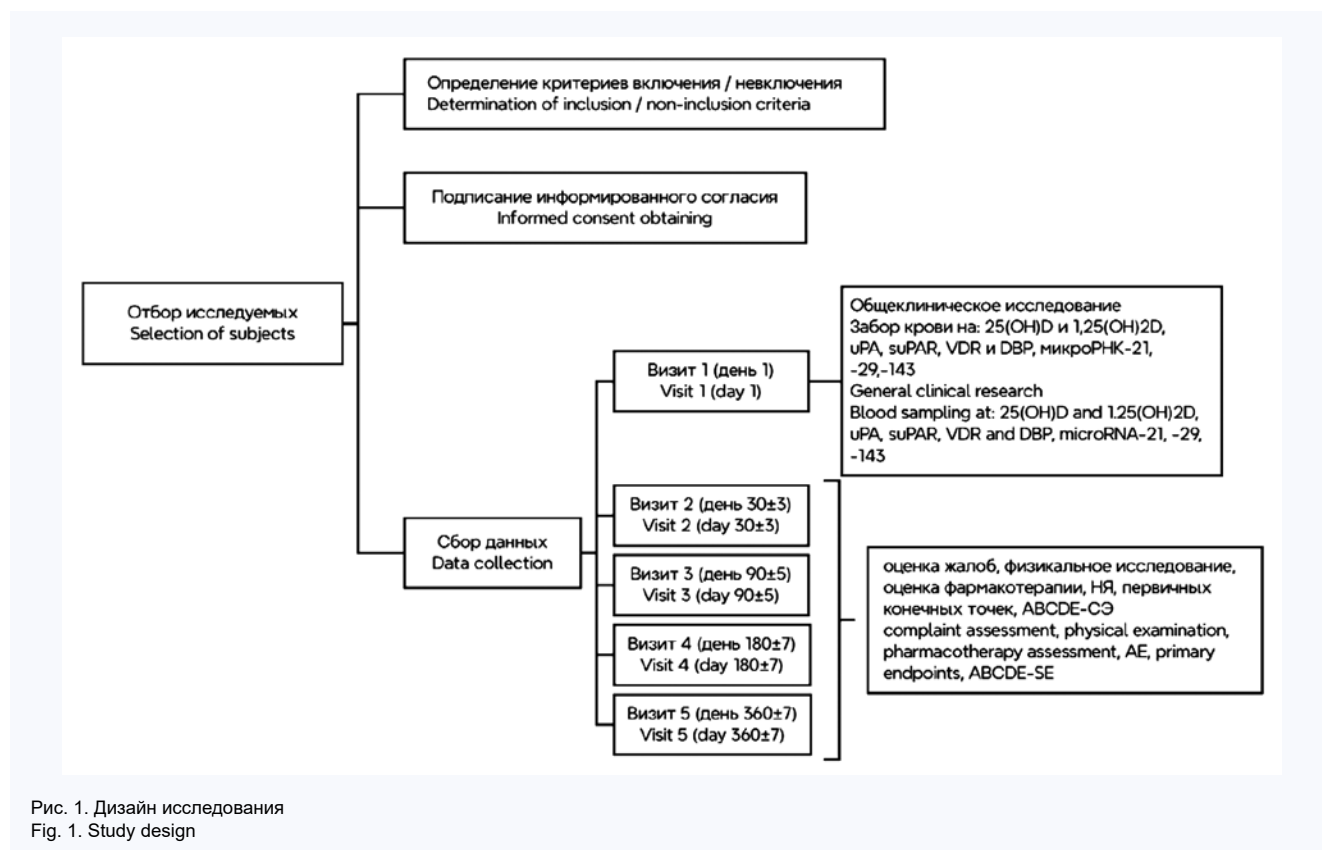 Определение критериев включения / невключения
Determination of inclusion / non-inclusion criteria
Подписание информированного согласия
Informed consent obtaining
Отбор исследуемых
Selection of subjects
Общеклиническое исследование
Забор крови на: 25(OH)D и 1,25(OH)2D,
uPA, suPAR, VDR и DBP, микроРНК-21,
-29,-143
General clinical research
Blood sampling at: 25(OH)D and 1.25(OH)2D,
uPA, suPAR, VDR and DBP, microRNA-21, -29,
-143
Визит 1 (день 1)
Visit 1 (day 1)
Сбор данных
Data collection
Визит 2 (день 30±3)
Visit 2 (day 30±3)
Визит 3 (день 90±5)
Visit 3 (day 90±5)
Визит 4 (день 180±7)
Visit 4 (day 180±7)
Визит 5 (день 360±7)
Visit 5 (day 360±7)
оценка жалоб, физикальное исследование,
оценка фармакотерапии, НЯ, первичных
конечных точек, ABCDE-СЭ
complaint assessment, physical examination,
pharmacotherapy assessment, AE, primary
endpoints, ABCDE-SE
Рис. 1. Дизайн исследования
Fig. 1. Study design